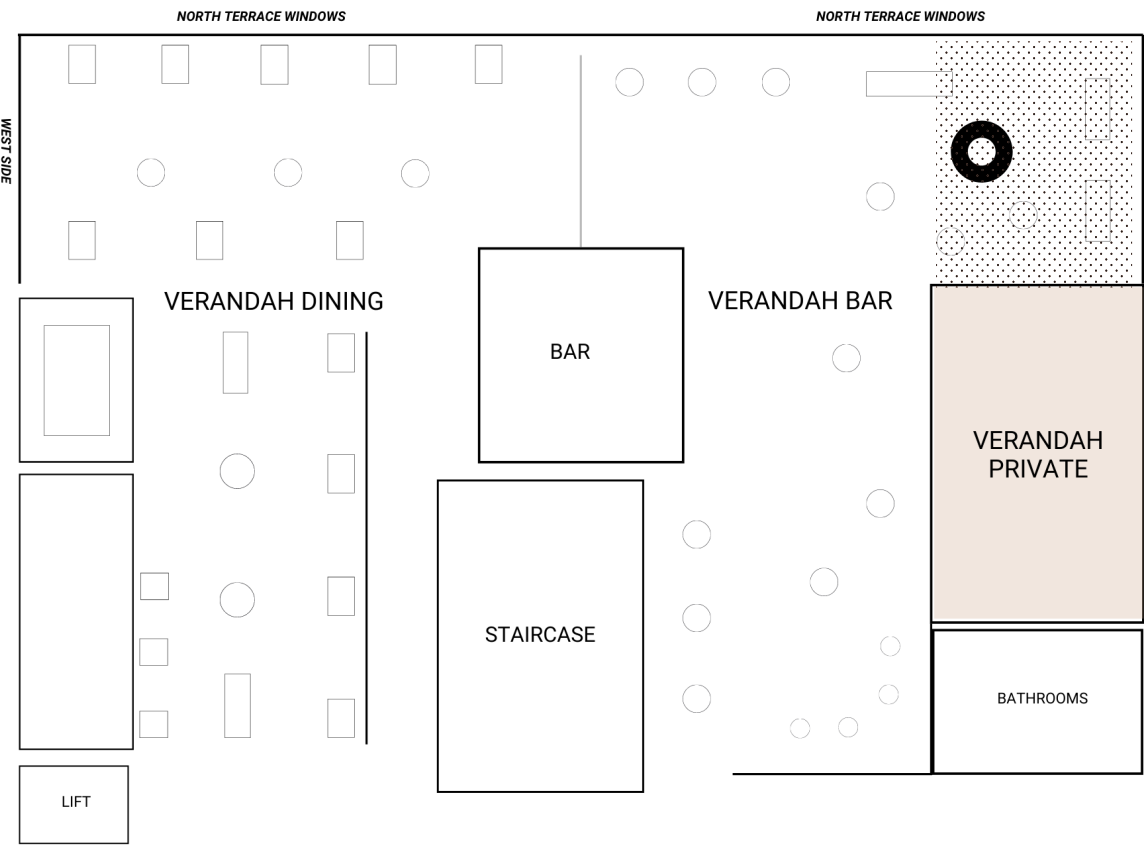 NORTH TERRACE WINDOWS
NORTH TERRACE WINDOWS
WEST SIDE
VERANDAH DINING
VERANDAH BAR
BAR
VERANDAH
PRIVATE
STAIRCASE
BATHROOMS
LIFT